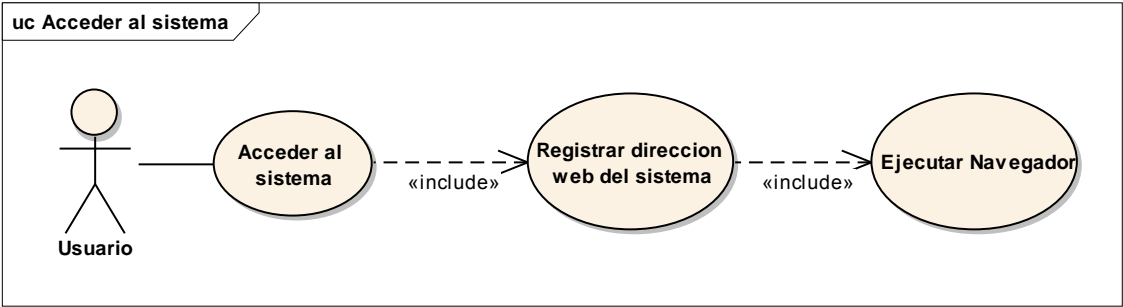 uc Acceder al sistema
Usuario
Acceder al
sistema
«include»
Registrar direccion
web del sistema
«include»
Ejecutar Navegador